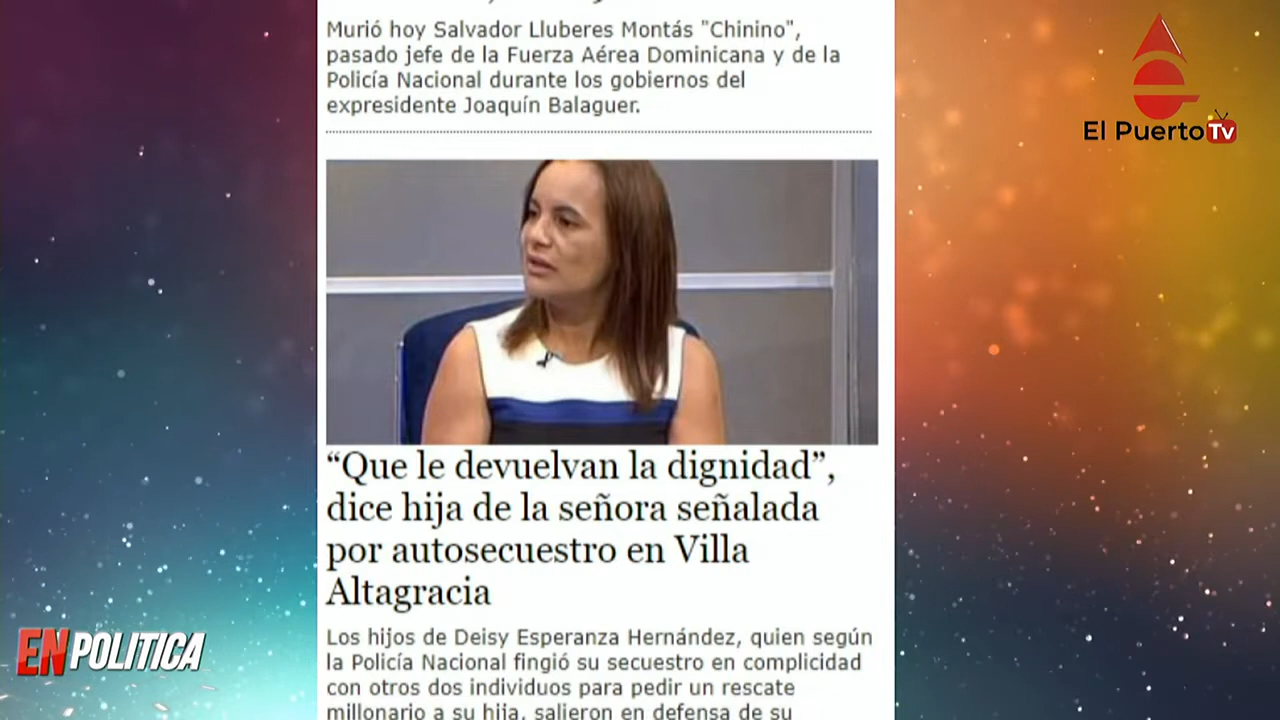 Murió hoy Salvador Lluberes Montás "Chinino",
pasado jefe de la Fuerza Aérea Dominicana y de la
Policía Nacional durante los gobiernos del
expresidente Joaquín Balaguer.
El Puerto Tv
“Que le devuelvan la dignidad”,
dice hija de la señora señalada
por autosecuestro en Villa
Altagracia
Los hijos de Deisy Esperanza Hernández, quien según
la Policía Nacional fingió su secuestro en complicidad
con otros dos individuos para pedir un rescate
millonario a su hija, salieron en defensa de su
EN POLITICA